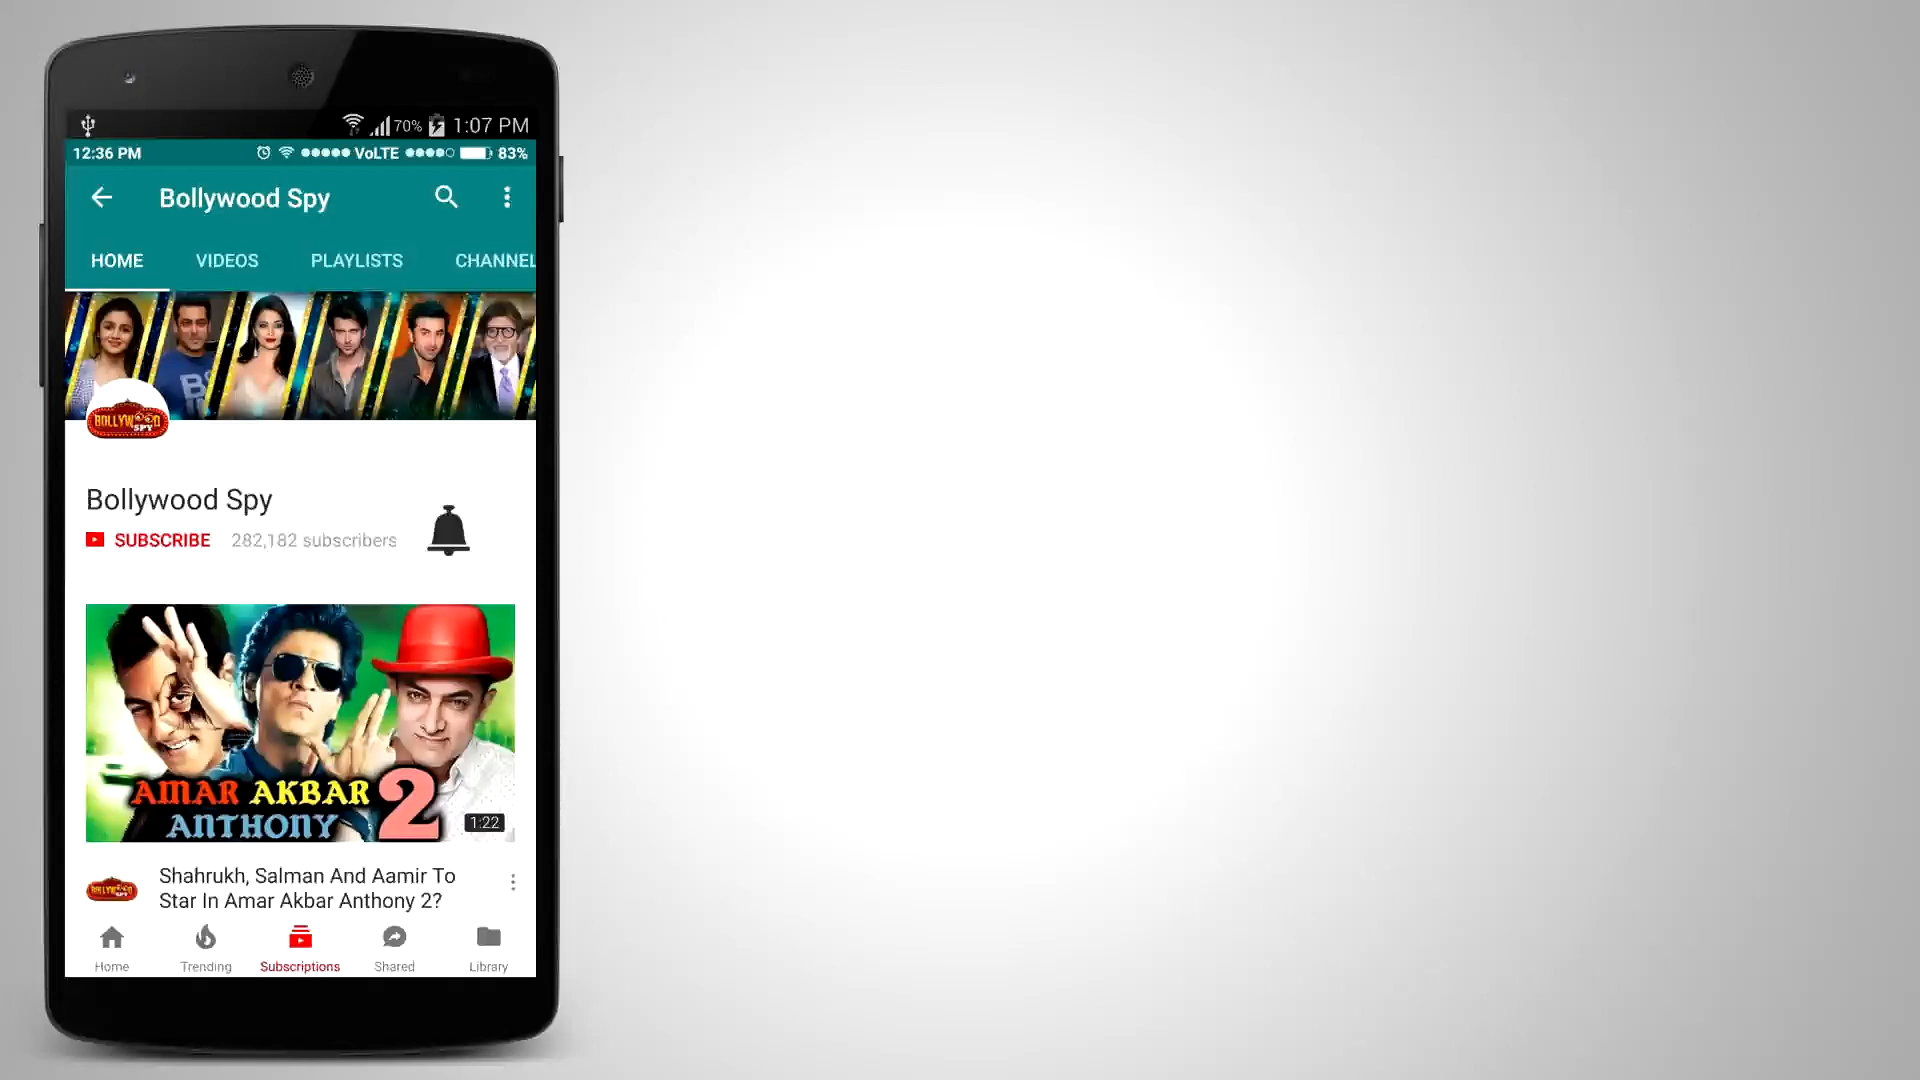 70% 1:07 PM
12:36 PM VoLTE 83%
Bollywood Spy
HOME VIDEOS PLAYLISTS CHANNEL
BOLLYWOOD
SPY
Bollywood Spy
SUBSCRIBE 282,182 subscribers
AMAR AKBAR
ANTHONY 2
1:22
Shahrukh, Salman And Aamir To
Star In Amar Akbar Anthony 2?
BOLLYWOOD
SPY
Home Trending Subscriptions Shared Library